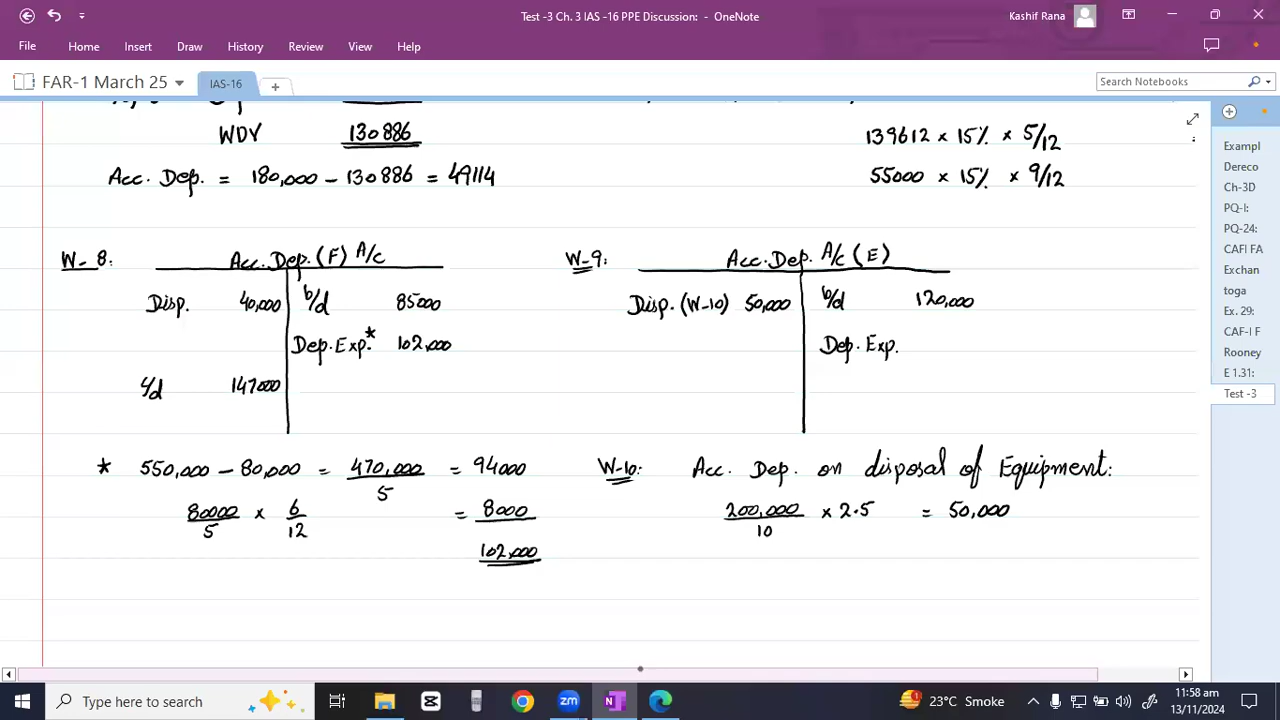 Test -3 Ch. 3 IAS -16 PPE Discussion: - OneNote
Kashif Rana
File Home Insert Draw History Review View Help
FAR-1 March 25
IAS-16
Search Notebooks
WDV 130886
Acc. Dep. = 180,000 - 130886 = 49114
139612 × 15% × 5/12
55000 × 15% × 9/12
W-8: Acc. Dep. (F) A/c
Disp. 40,000 b/d 85000
Dep. Exp.* 102,000
c/d 147000
W-9: Acc. Dep. A/c (E)
Disp. (W-10) 50,000 b/d 120,000
Dep. Exp.
* 550,000 - 80,000 = 470,000 / 5 = 94000
80000 / 5 × 6 / 12 = 8000
102,000
W-10: Acc. Dep. on disposal of Equipment:
200,000 / 10 × 2.5 = 50,000
Exampl
Dereco
Ch-3D
PQ-I:
PQ-24:
CAFI FA
Exchan
toga
Ex. 29:
CAF-I F
Rooney
E 1.31:
Test -3
Type here to search
zm
23°C Smoke
11:58 am
13/11/2024